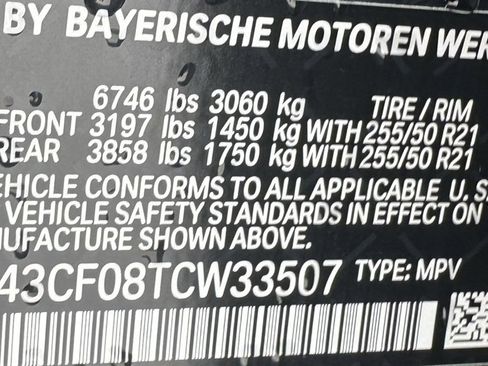 BY BAYERISCHE MOTOREN WER
6746 lbs 3060 kg TIRE / RIM
FRONT 3197 lbs 1450 kg WITH 255/50 R21
REAR 3858 lbs 1750 kg WITH 255/50 R21
EHICLE CONFORMS TO ALL APPLICABLE U. S.
VEHICLE SAFETY STANDARDS IN EFFECT ON
NUFACTURE SHOWN ABOVE.
43CF08TCW33507 TYPE: MPV